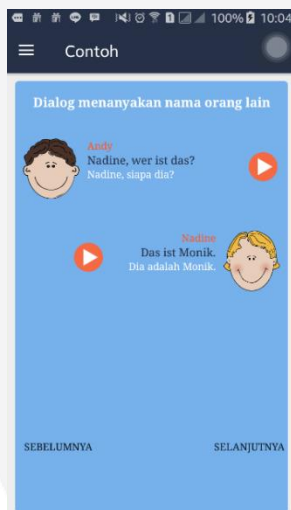 100% 10:04
Contoh
Dialog menanyakan nama orang lain
Andy
Nadine, wer ist das?
Nadine, siapa dia?
Nadine
Das ist Monik.
Dia adalah Monik.
SEBELUMNYA
SELANJUTNYA